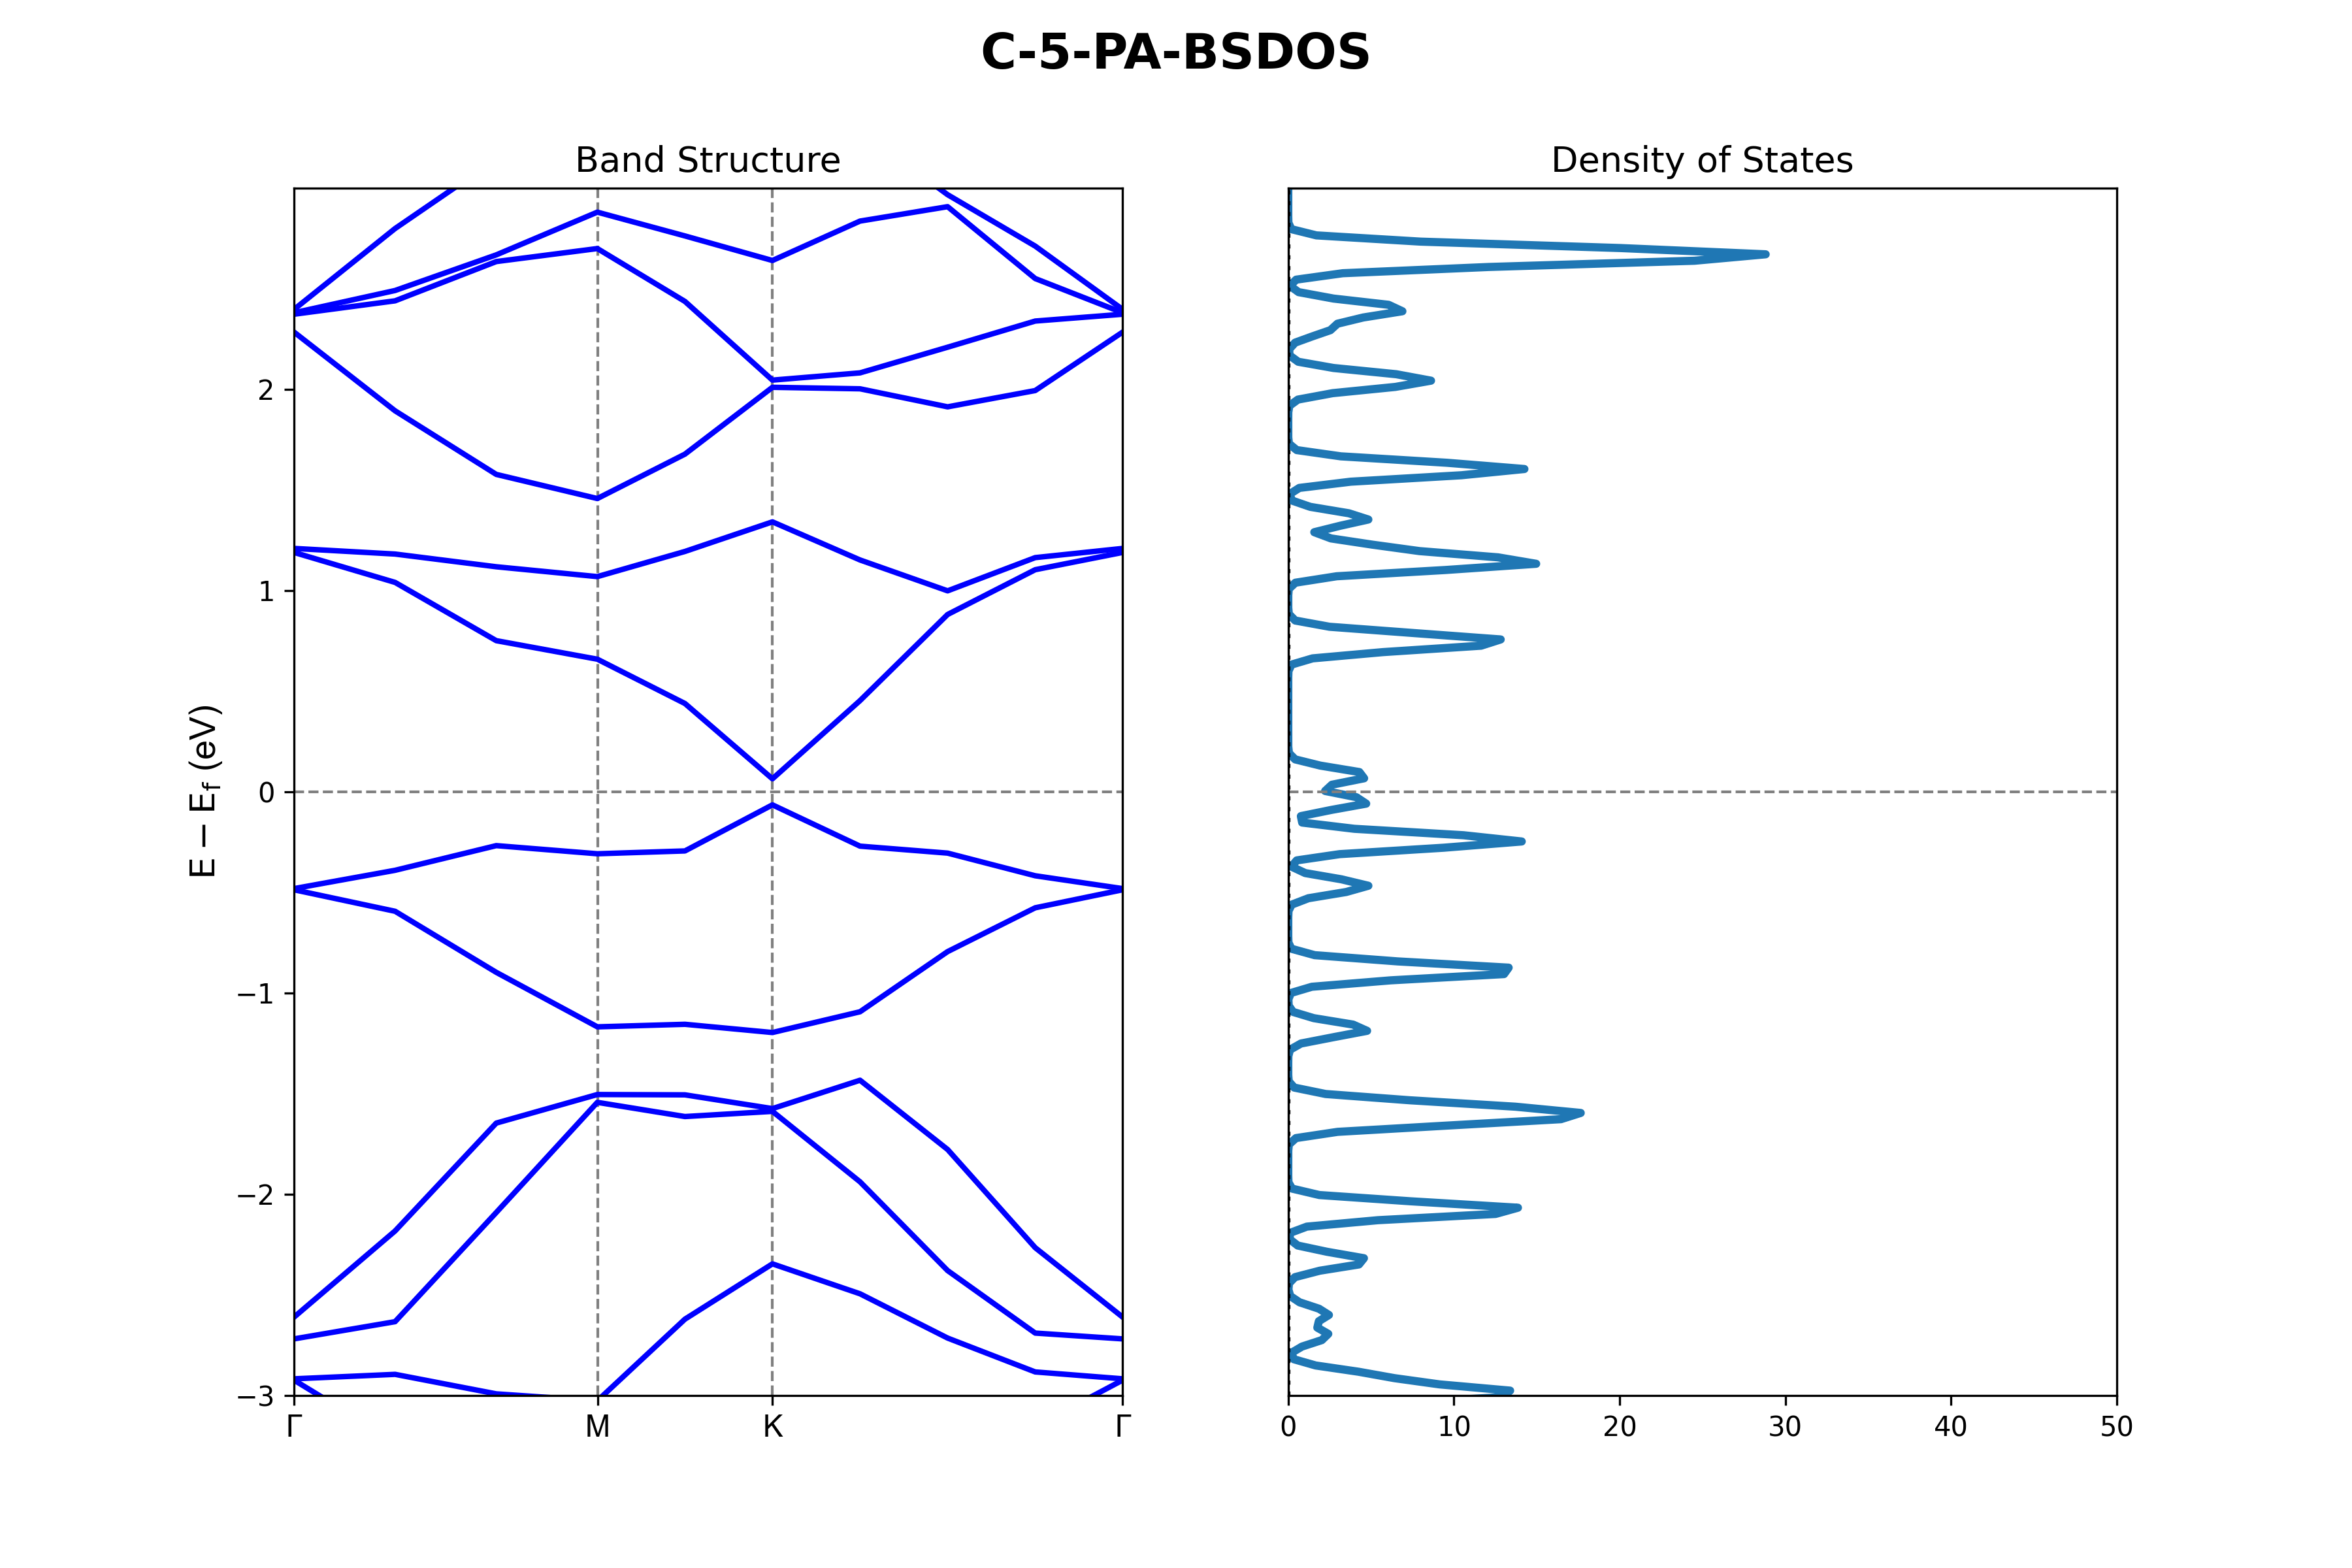 C-5-PA-BSDOS
Band Structure
Density of States
E − E_f (eV)
2
1
0
−1
−2
−3
Γ
M
K
Γ
0
10
20
30
40
50